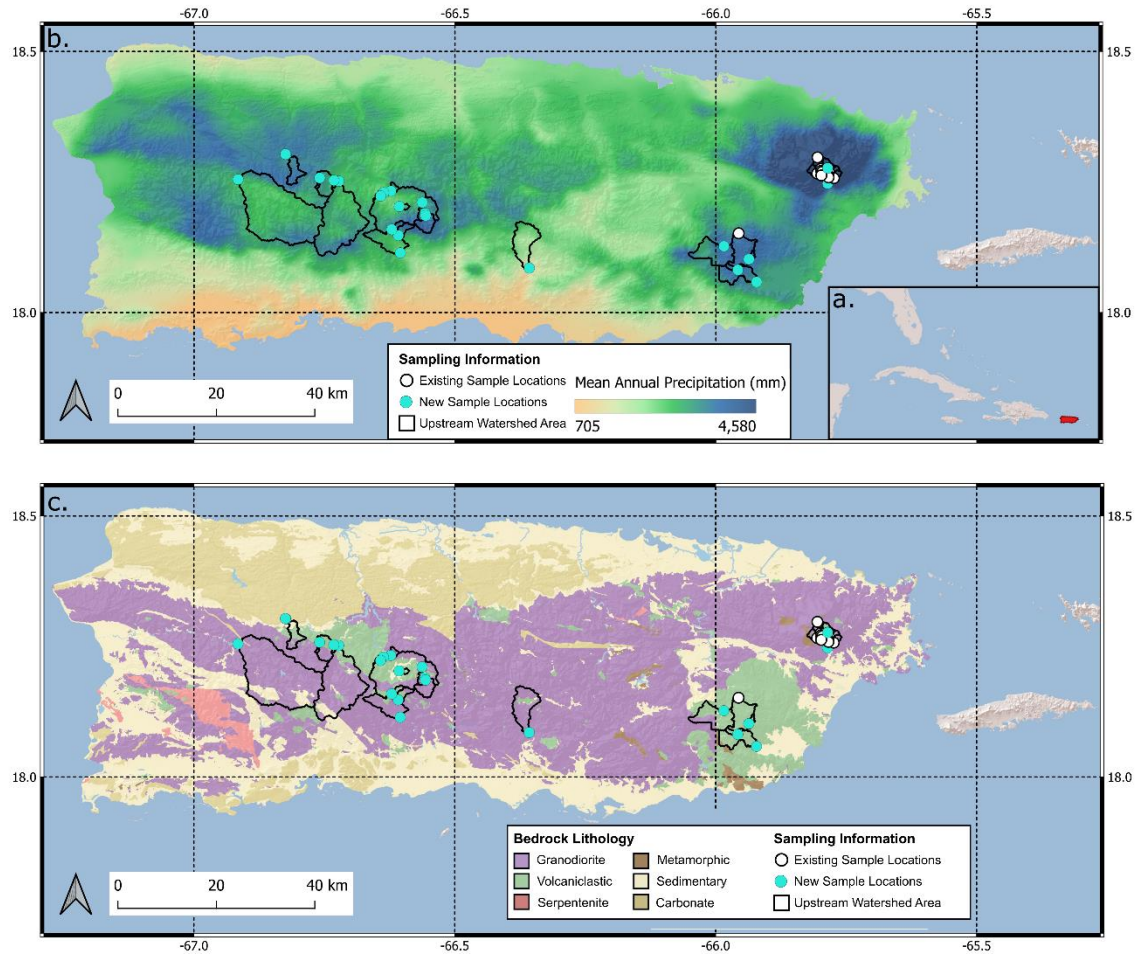 -67.0 -66.5 -66.0 -65.5
b.
18.5 18.5
18.0 18.0
a.
Sampling Information
Existing Sample Locations
New Sample Locations
Upstream Watershed Area
Mean Annual Precipitation (mm)
705 4,580
0 20 40 km
c.
18.5 18.5
18.0 18.0
Bedrock Lithology
Granodiorite
Volcaniclastic
Serpentenite
Metamorphic
Sedimentary
Carbonate
Sampling Information
Existing Sample Locations
New Sample Locations
Upstream Watershed Area
0 20 40 km
-67.0 -66.5 -66.0 -65.5